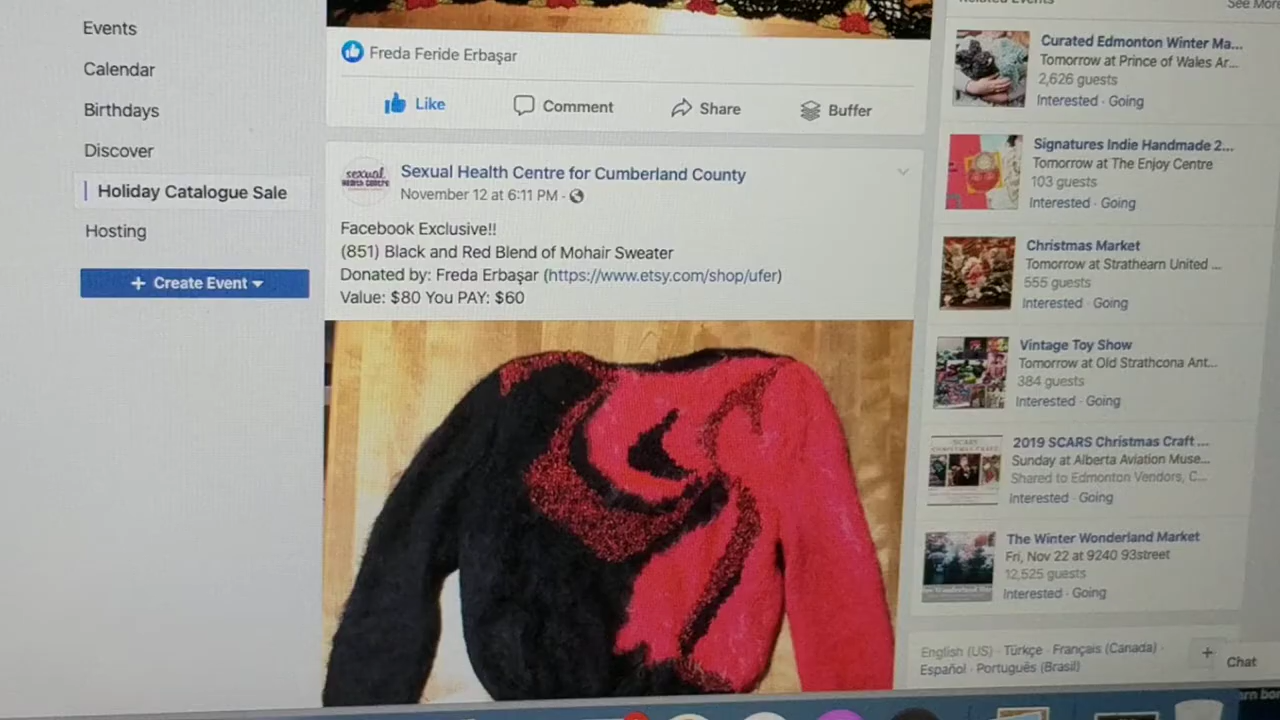 Events
Calendar
Birthdays
Discover
Holiday Catalogue Sale
Hosting
+ Create Event
Freda Feride Erbaşar
Like
Comment
Share
Buffer
sexual
Sexual Health Centre for Cumberland County
November 12 at 6:11 PM ·
Facebook Exclusive!!
(851) Black and Red Blend of Mohair Sweater
Donated by: Freda Erbaşar (https://www.etsy.com/shop/ufer)
Value: $80 You PAY: $60
Related Events
See More
Curated Edmonton Winter Ma...
Tomorrow at Prince of Wales Ar...
2,626 guests
Interested · Going
Signatures Indie Handmade 2...
Tomorrow at The Enjoy Centre
103 guests
Interested · Going
Christmas Market
Tomorrow at Strathearn United ...
555 guests
Interested · Going
Vintage Toy Show
Tomorrow at Old Strathcona Ant...
384 guests
Interested · Going
2019 SCARS Christmas Craft ...
Sunday at Alberta Aviation Muse...
Shared to Edmonton Vendors, C...
Interested · Going
The Winter Wonderland Market
Fri, Nov 22 at 9240 93street
12,525 guests
Interested · Going
English (US) · Türkçe · Français (Canada) ·
Español · Português (Brasil)
+
Chat